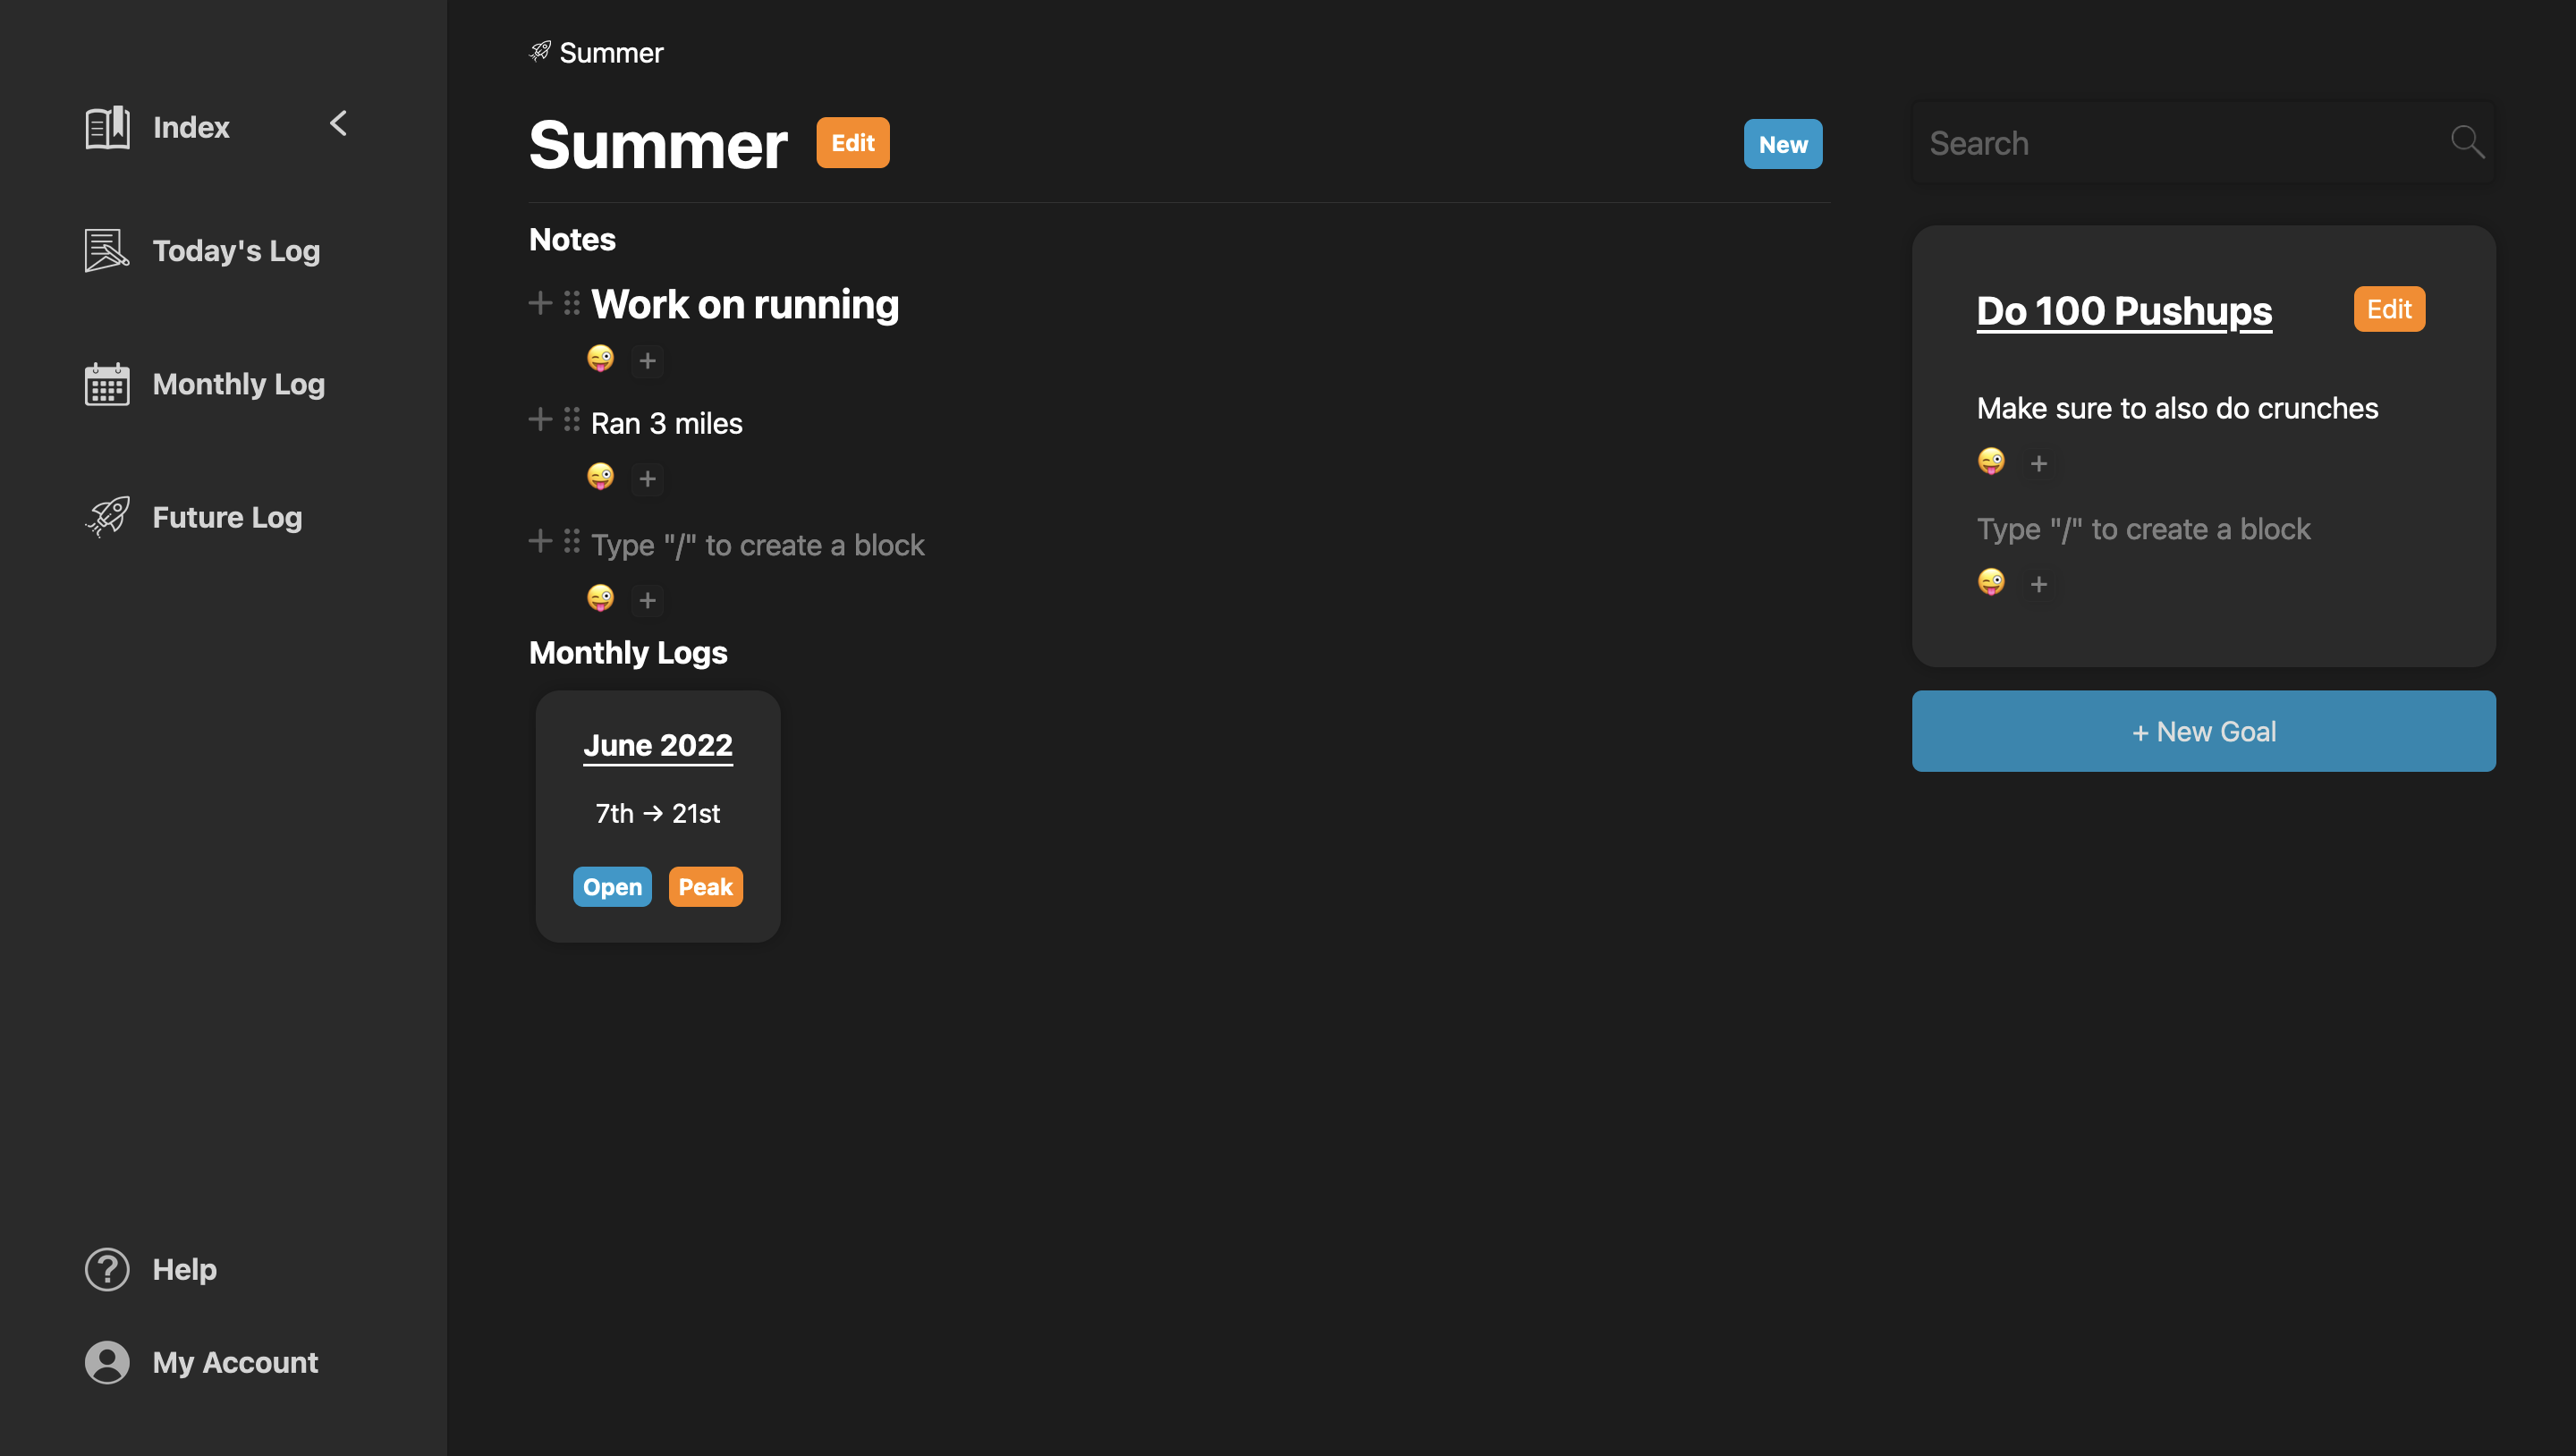 Index
Today's Log
Monthly Log
Future Log
Help
My Account
Summer
Summer
Edit
New
Notes
Work on running
Ran 3 miles
Type "/" to create a block
Monthly Logs
June 2022
7th → 21st
Open
Peak
Search
Do 100 Pushups
Edit
Make sure to also do crunches
Type "/" to create a block
+ New Goal